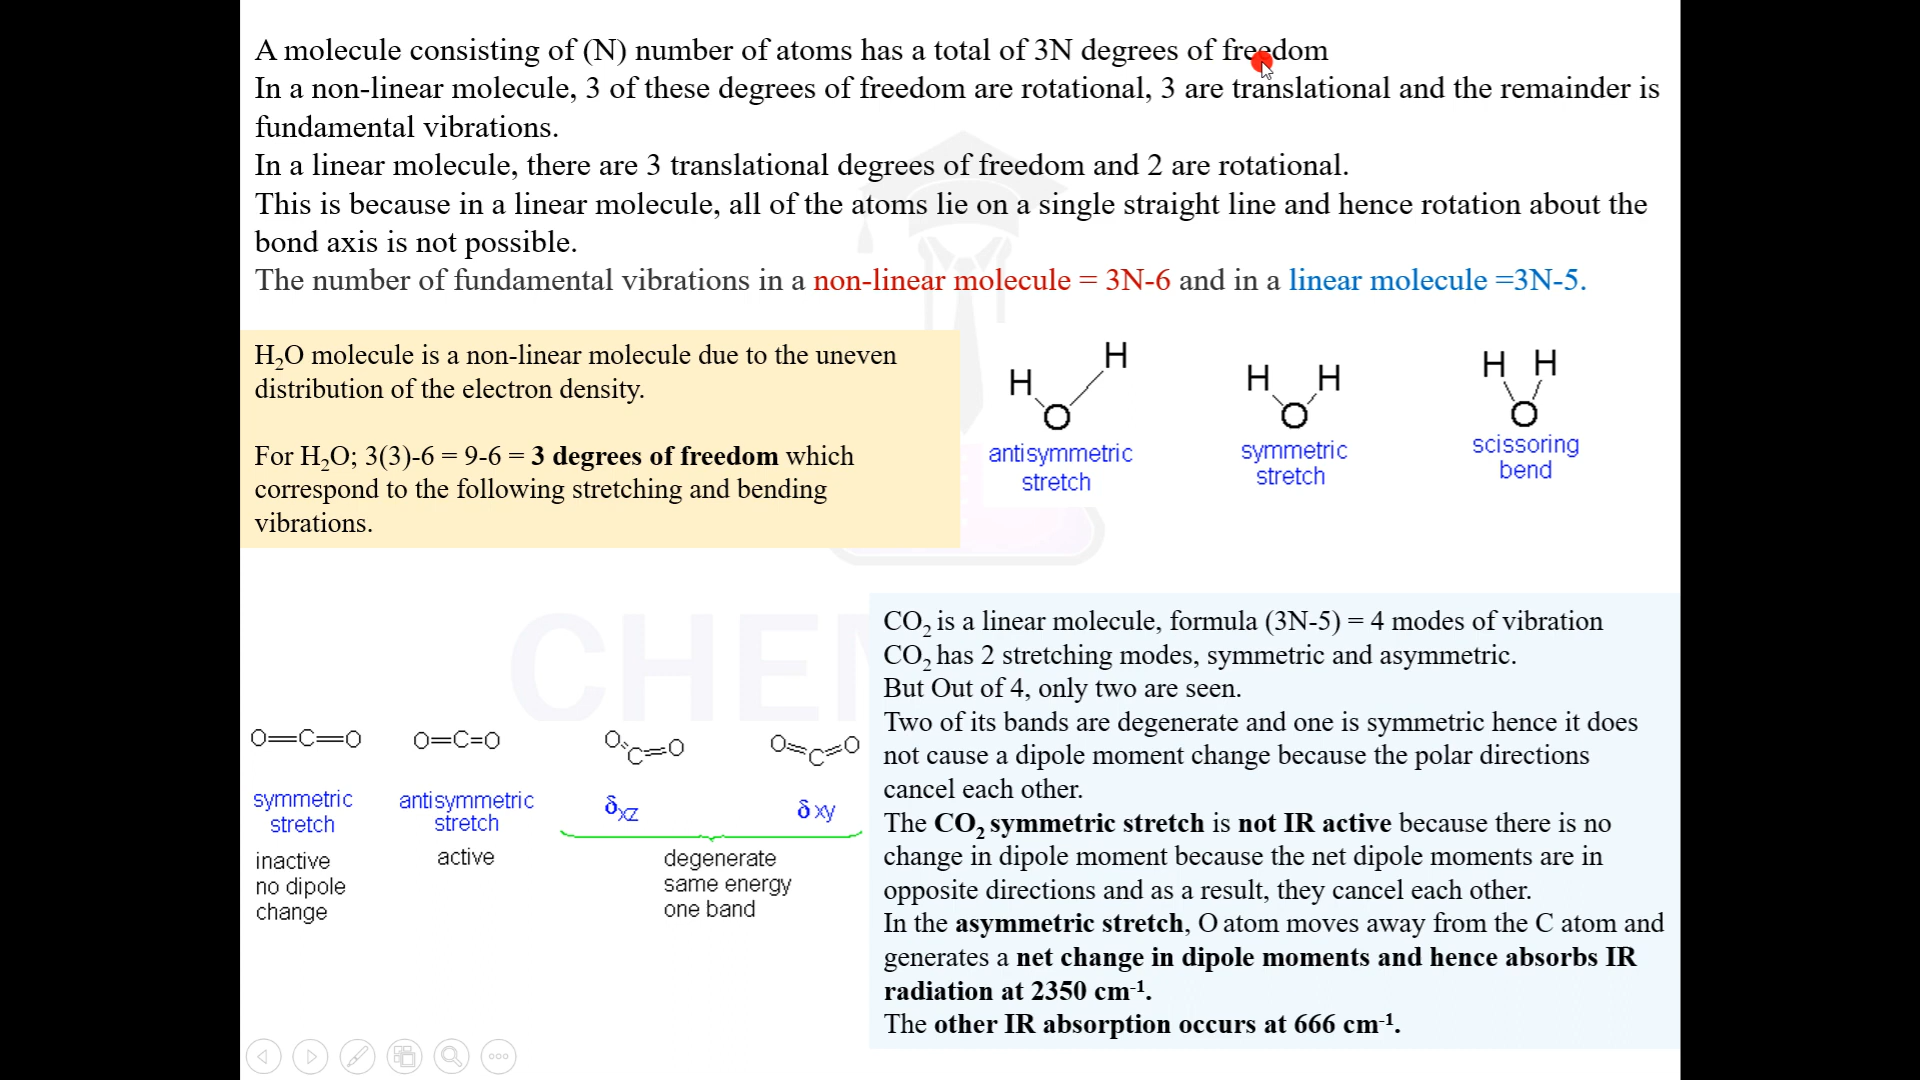 A molecule consisting of (N) number of atoms has a total of 3N degrees of freedom
In a non-linear molecule, 3 of these degrees of freedom are rotational, 3 are translational and the remainder is
fundamental vibrations.
In a linear molecule, there are 3 translational degrees of freedom and 2 are rotational.
This is because in a linear molecule, all of the atoms lie on a single straight line and hence rotation about the
bond axis is not possible.
The number of fundamental vibrations in a non-linear molecule = 3N-6 and in a linear molecule =3N-5.
H₂O molecule is a non-linear molecule due to the uneven
distribution of the electron density.
For H₂O; 3(3)-6 = 9-6 = 3 degrees of freedom which
correspond to the following stretching and bending
vibrations.
H H
O
antisymmetric
stretch
H H
O
symmetric
stretch
H H
O
scissoring
bend
CHEM
O=C=O
symmetric
stretch
inactive
no dipole
change
O=C=O
antisymmetric
stretch
active
O C=O
δxz
O C O
δ xy
degenerate
same energy
one band
CO₂ is a linear molecule, formula (3N-5) = 4 modes of vibration
CO₂ has 2 stretching modes, symmetric and asymmetric.
But Out of 4, only two are seen.
Two of its bands are degenerate and one is symmetric hence it does
not cause a dipole moment change because the polar directions
cancel each other.
The CO₂ symmetric stretch is not IR active because there is no
change in dipole moment because the net dipole moments are in
opposite directions and as a result, they cancel each other.
In the asymmetric stretch, O atom moves away from the C atom and
generates a net change in dipole moments and hence absorbs IR
radiation at 2350 cm⁻¹.
The other IR absorption occurs at 666 cm⁻¹.